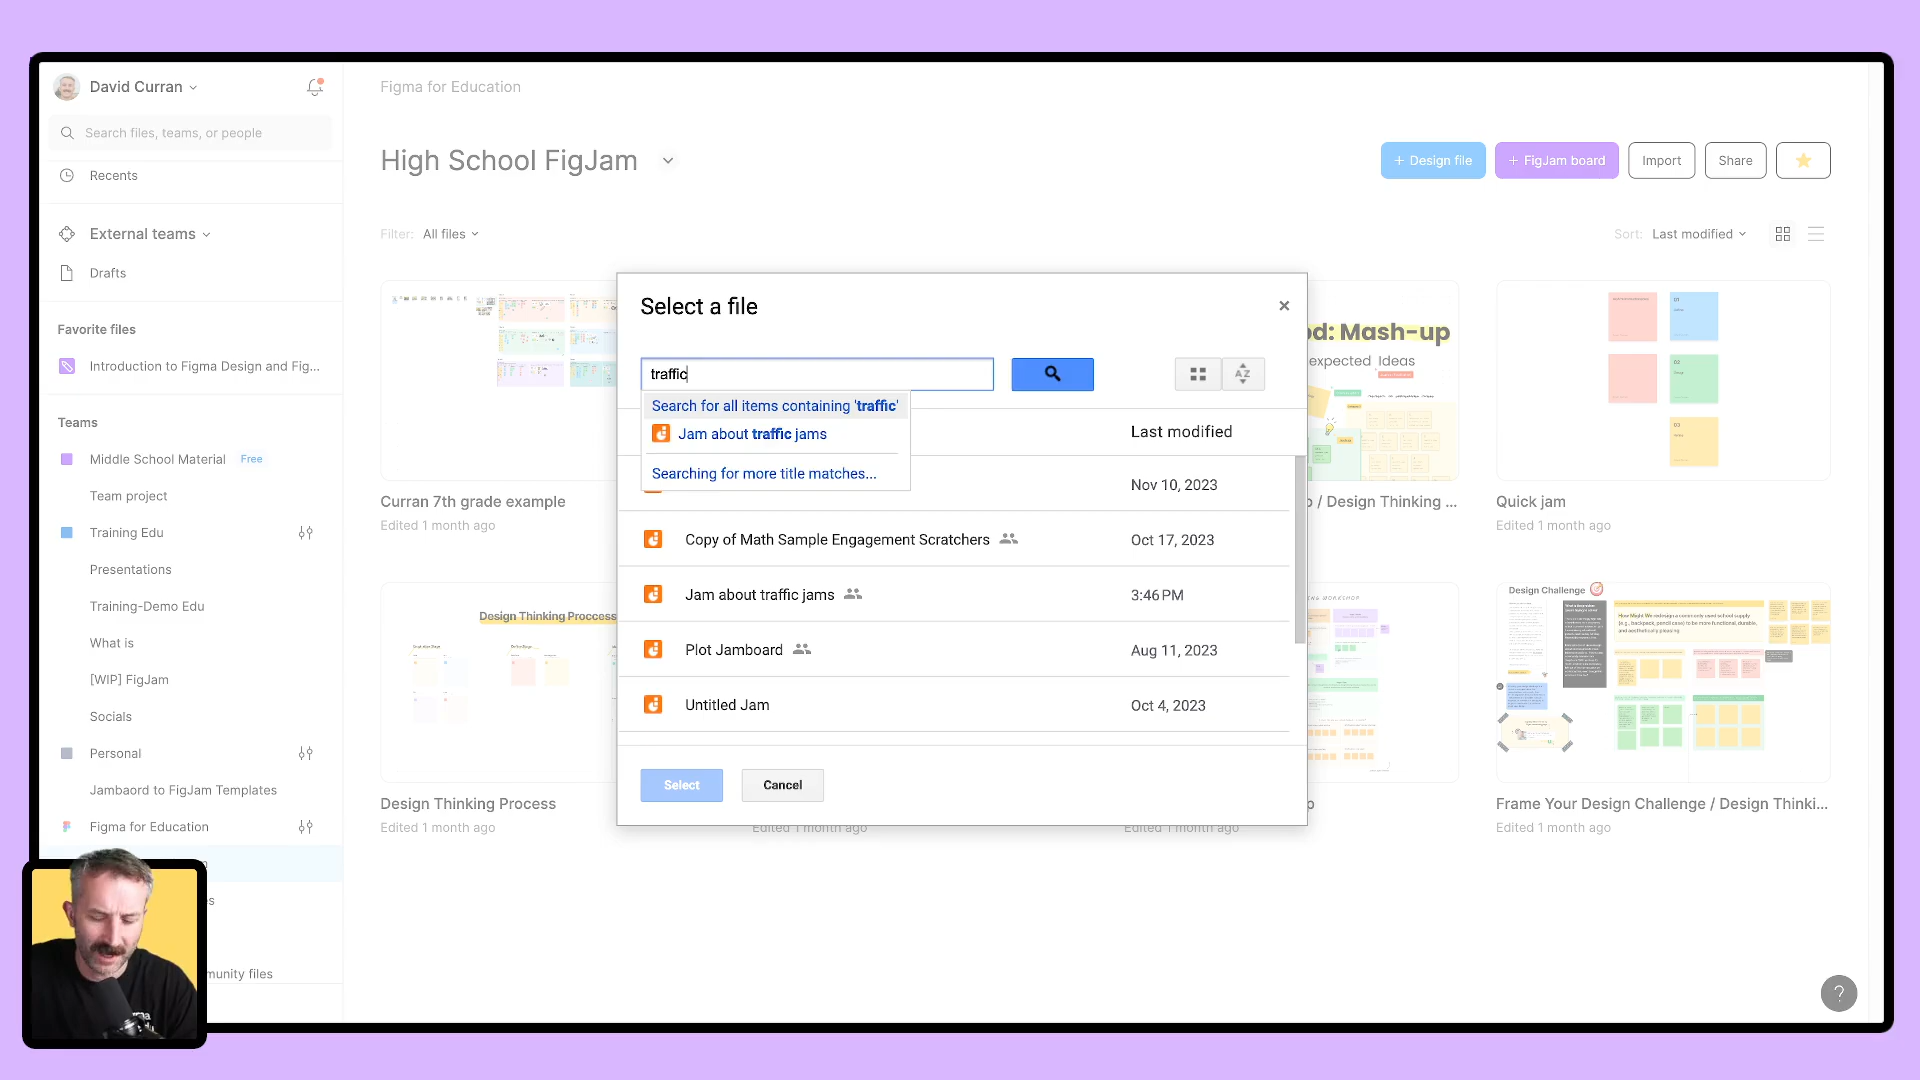 David Curran
Figma for Education
Search files, teams, or people
High School FigJam
+ Design file
+ FigJam board
Import
Share
Recents
External teams
Filter: All files
Sort: Last modified
Drafts
Favorite files
Introduction to Figma Design and Fig...
Teams
Middle School Material Free
Team project
Training Edu
Presentations
Training-Demo Edu
What is
[WIP] FigJam
Socials
Personal
Jambaord to FigJam Templates
Figma for Education
munity files
Select a file
×
traffic
Search for all items containing 'traffic'
Jam about traffic jams
Searching for more title matches...
Last modified
Nov 10, 2023
Copy of Math Sample Engagement Scratchers
Oct 17, 2023
Jam about traffic jams
3:46 PM
Plot Jamboard
Aug 11, 2023
Untitled Jam
Oct 4, 2023
Select
Cancel
Curran 7th grade example
Edited 1 month ago
od: Mash-up
expected Ideas
/ Design Thinking ...
Quick jam
Edited 1 month ago
Design Thinking Proccess
Design Thinking Process
Edited 1 month ago
Edited 1 month ago
Edited 1 month ago
Design Challenge
Frame Your Design Challenge / Design Thinki...
Edited 1 month ago
?